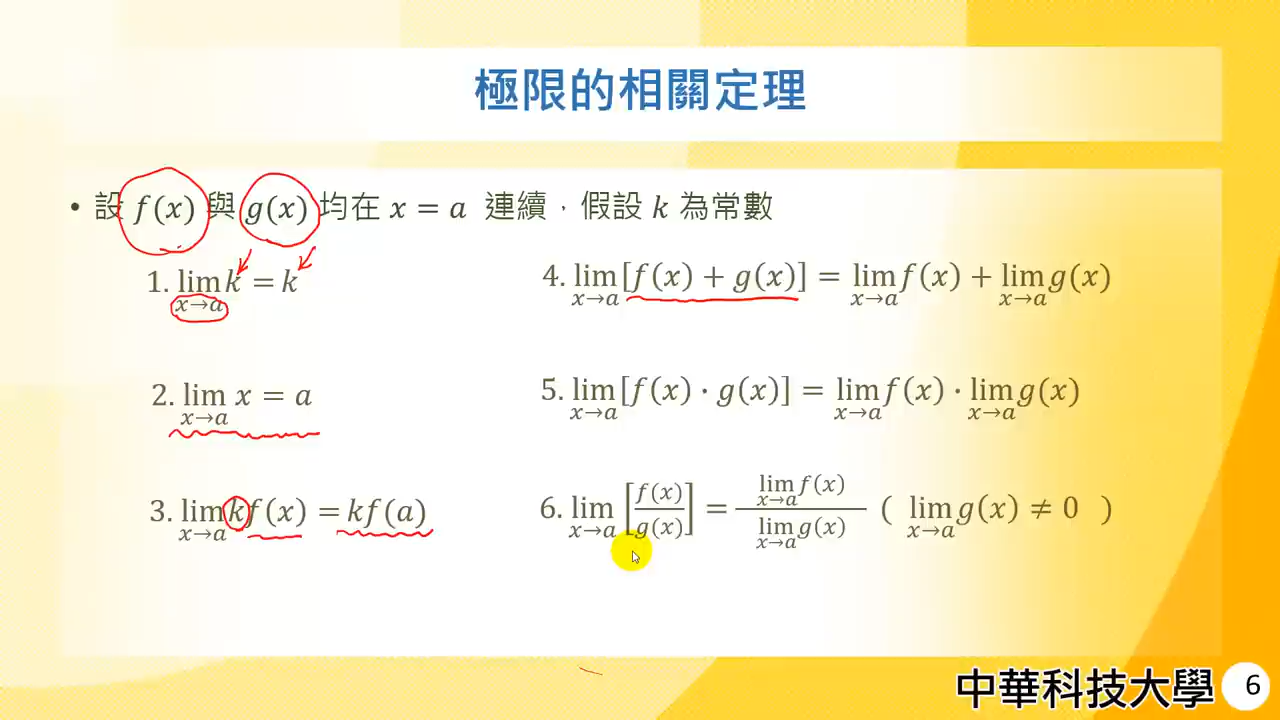 極限的相關定理
• 設 f(x) 與 g(x) 均在 x = a 連續，假設 k 為常數
1. lim_{x→a} k = k
2. lim_{x→a} x = a
3. lim_{x→a} kf(x) = kf(a)
4. lim_{x→a} [f(x) + g(x)] = lim_{x→a} f(x) + lim_{x→a} g(x)
5. lim_{x→a} [f(x) · g(x)] = lim_{x→a} f(x) · lim_{x→a} g(x)
6. lim_{x→a} [f(x)/g(x)] = lim_{x→a} f(x) / lim_{x→a} g(x) ( lim_{x→a} g(x) ≠ 0 )
中華科技大學 6